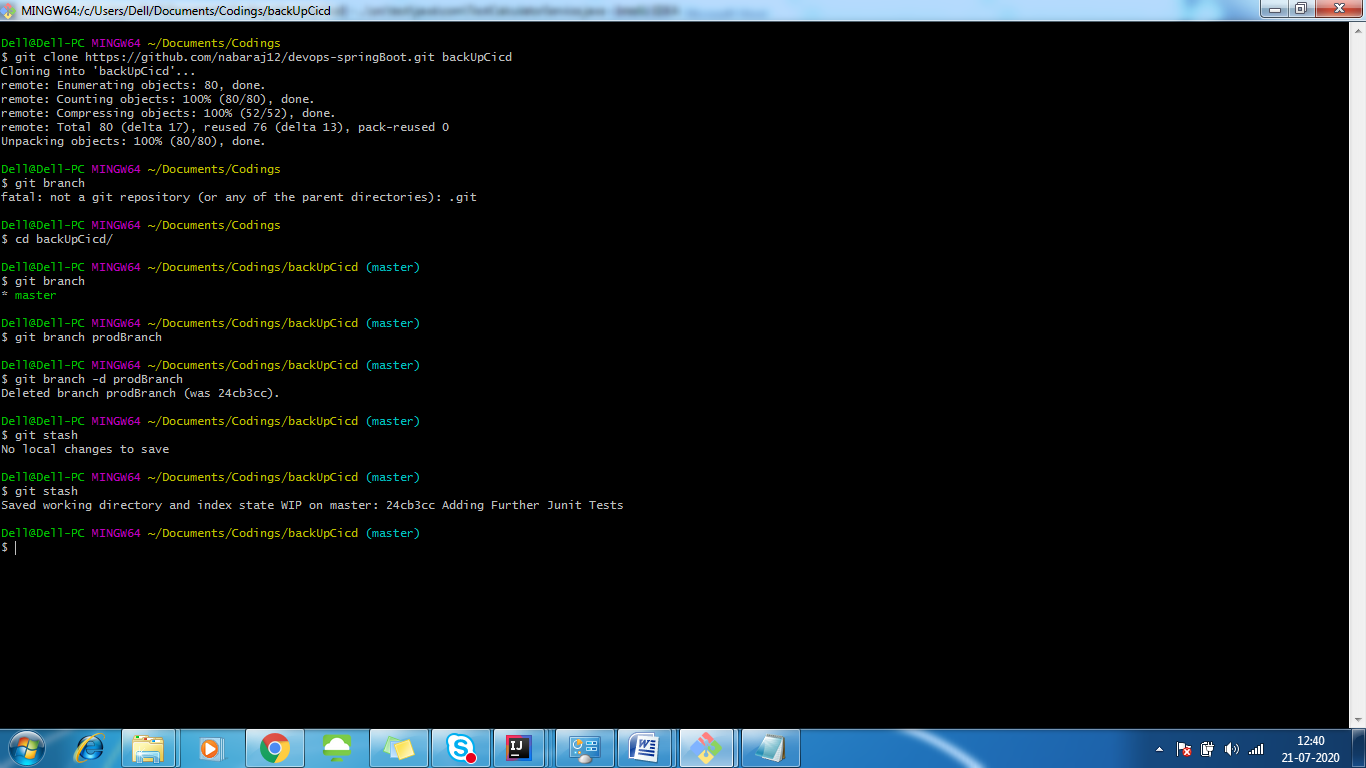 MINGW64:/c/Users/Dell/Documents/Codings/backUpCicd
Dell@Dell-PC MINGW64 ~/Documents/Codings
$ git clone https://github.com/nabaraj12/devops-springBoot.git backUpCicd
Cloning into 'backUpCicd'...
remote: Enumerating objects: 80, done.
remote: Counting objects: 100% (80/80), done.
remote: Compressing objects: 100% (52/52), done.
remote: Total 80 (delta 17), reused 76 (delta 13), pack-reused 0
Unpacking objects: 100% (80/80), done.
Dell@Dell-PC MINGW64 ~/Documents/Codings
$ git branch
fatal: not a git repository (or any of the parent directories): .git
Dell@Dell-PC MINGW64 ~/Documents/Codings
$ cd backUpCicd/
Dell@Dell-PC MINGW64 ~/Documents/Codings/backUpCicd (master)
$ git branch
* master
Dell@Dell-PC MINGW64 ~/Documents/Codings/backUpCicd (master)
$ git branch prodBranch
Dell@Dell-PC MINGW64 ~/Documents/Codings/backUpCicd (master)
$ git branch -d prodBranch
Deleted branch prodBranch (was 24cb3cc).
Dell@Dell-PC MINGW64 ~/Documents/Codings/backUpCicd (master)
$ git stash
No local changes to save
Dell@Dell-PC MINGW64 ~/Documents/Codings/backUpCicd (master)
$ git stash
Saved working directory and index state WIP on master: 24cb3cc Adding Further Junit Tests
Dell@Dell-PC MINGW64 ~/Documents/Codings/backUpCicd (master)
$
12:40
21-07-2020